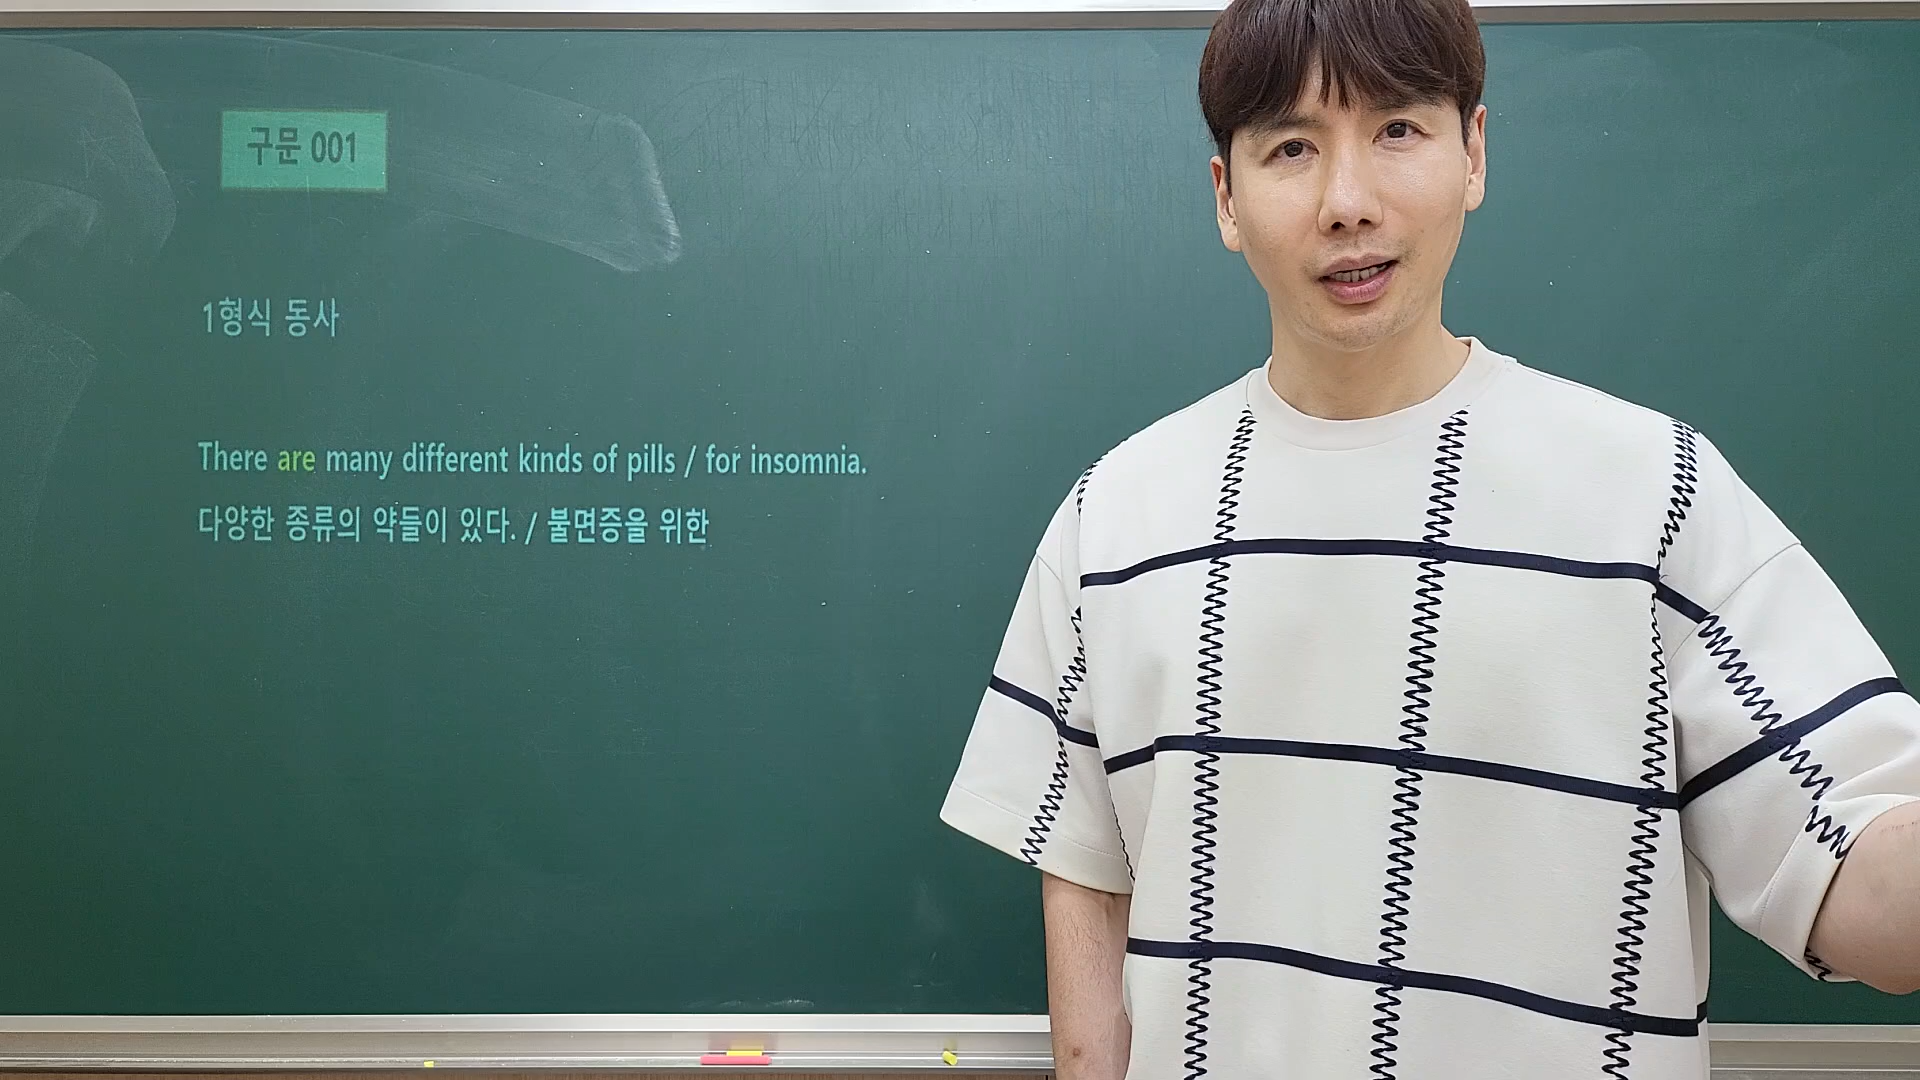 구문 001
1형식 동사
There are many different kinds of pills / for insomnia.
다양한 종류의 약들이 있다. / 불면증을 위한